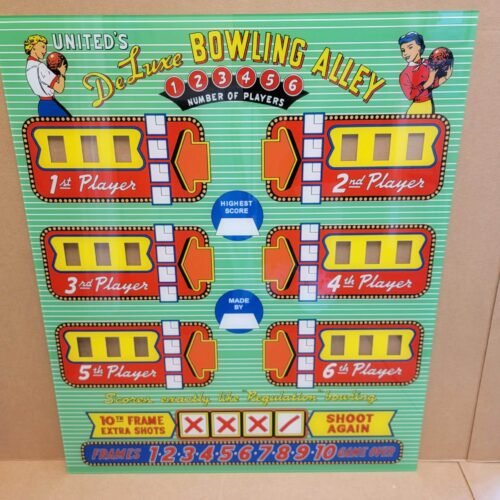 UNITED'S
DeLuxe BOWLING ALLEY
1 2 3 4 5 6
NUMBER OF PLAYERS
1st Player
2nd Player
HIGHEST
SCORE
3rd Player
4th Player
MADE
BY
5th Player
6th Player
Scores exactly like Regulation bowling
10TH FRAME
EXTRA SHOTS
X X X /
SHOOT
AGAIN
FRAMES 1·2·3·4·5·6·7·8·9·10 GAME OVER